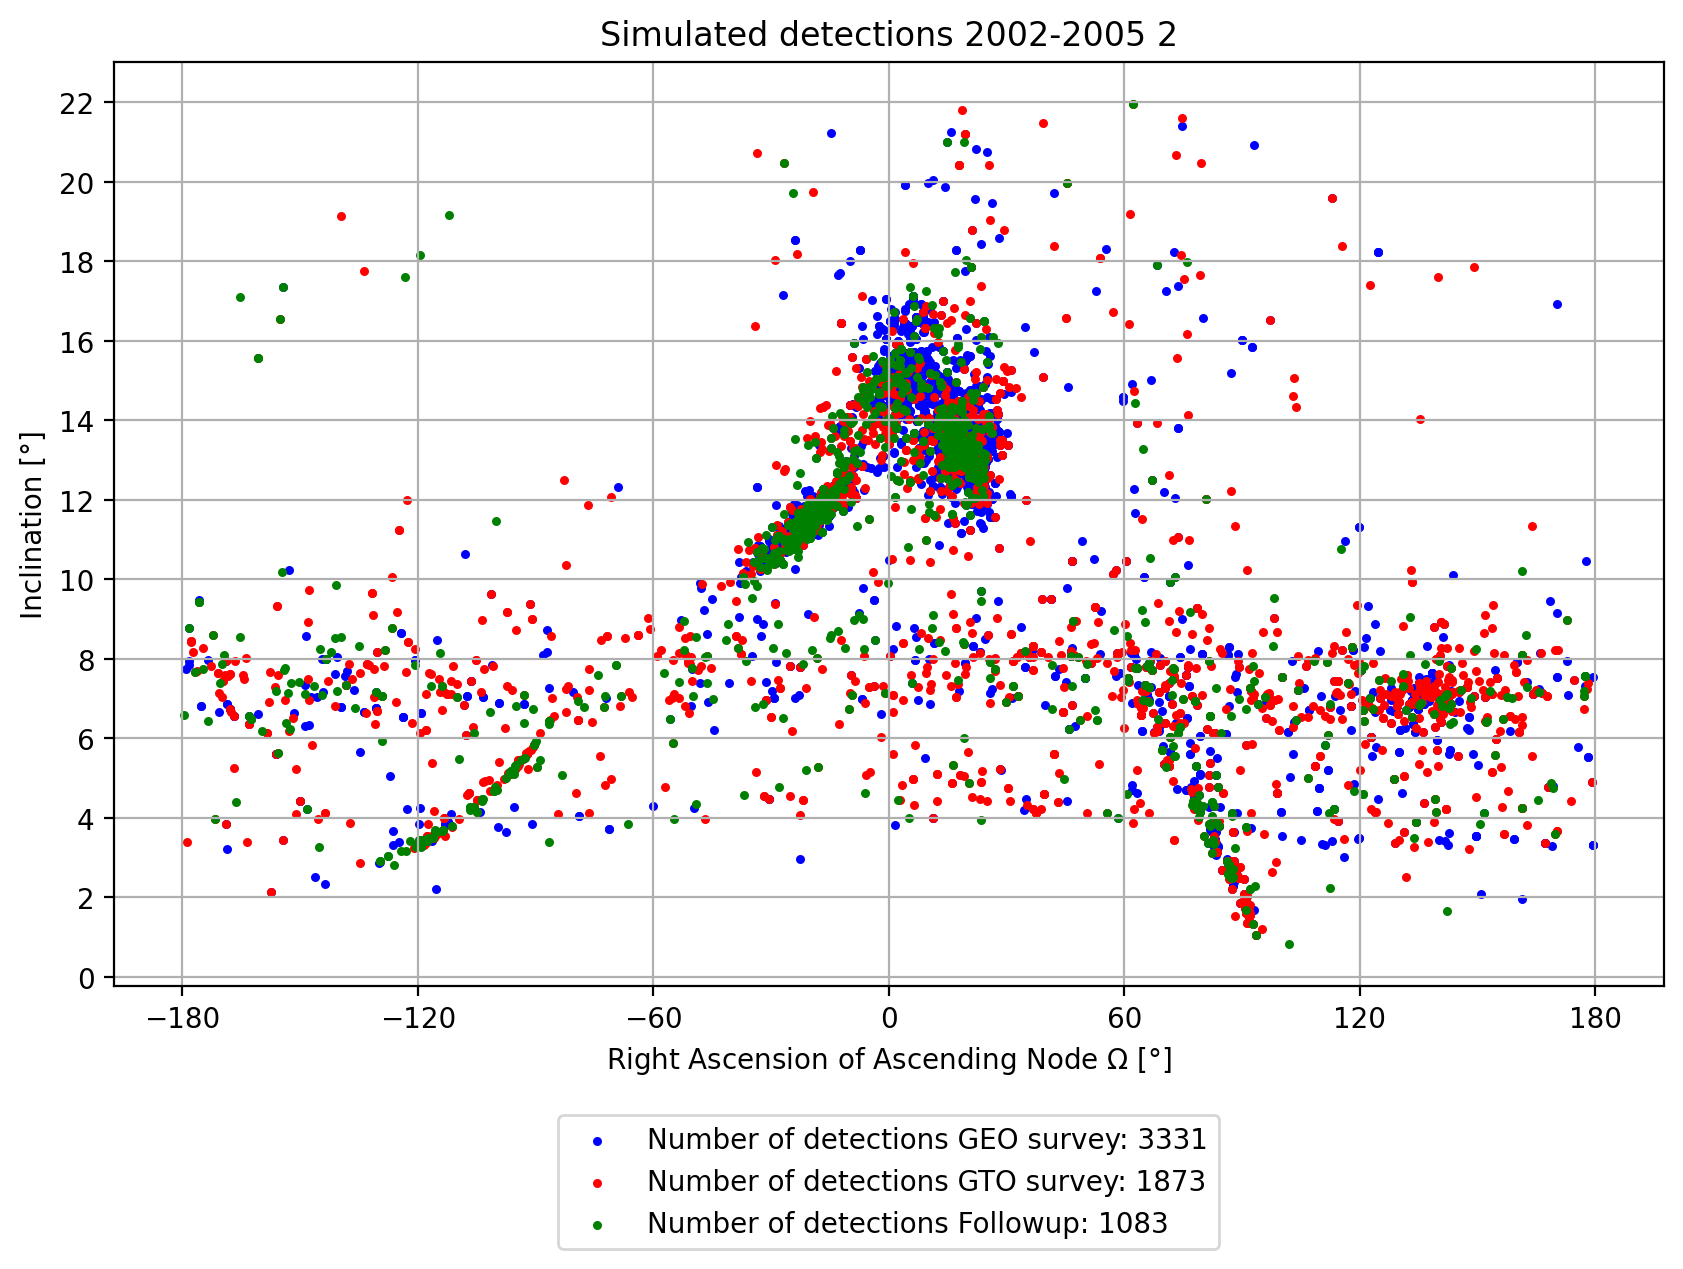 Simulated detections 2002-2005 2
22
20
18
16
14
12
10
8
6
4
2
0
Inclination [°]
−180 −120 −60 0 60 120 180
Right Ascension of Ascending Node Ω [°]
Number of detections GEO survey: 3331
Number of detections GTO survey: 1873
Number of detections Followup: 1083